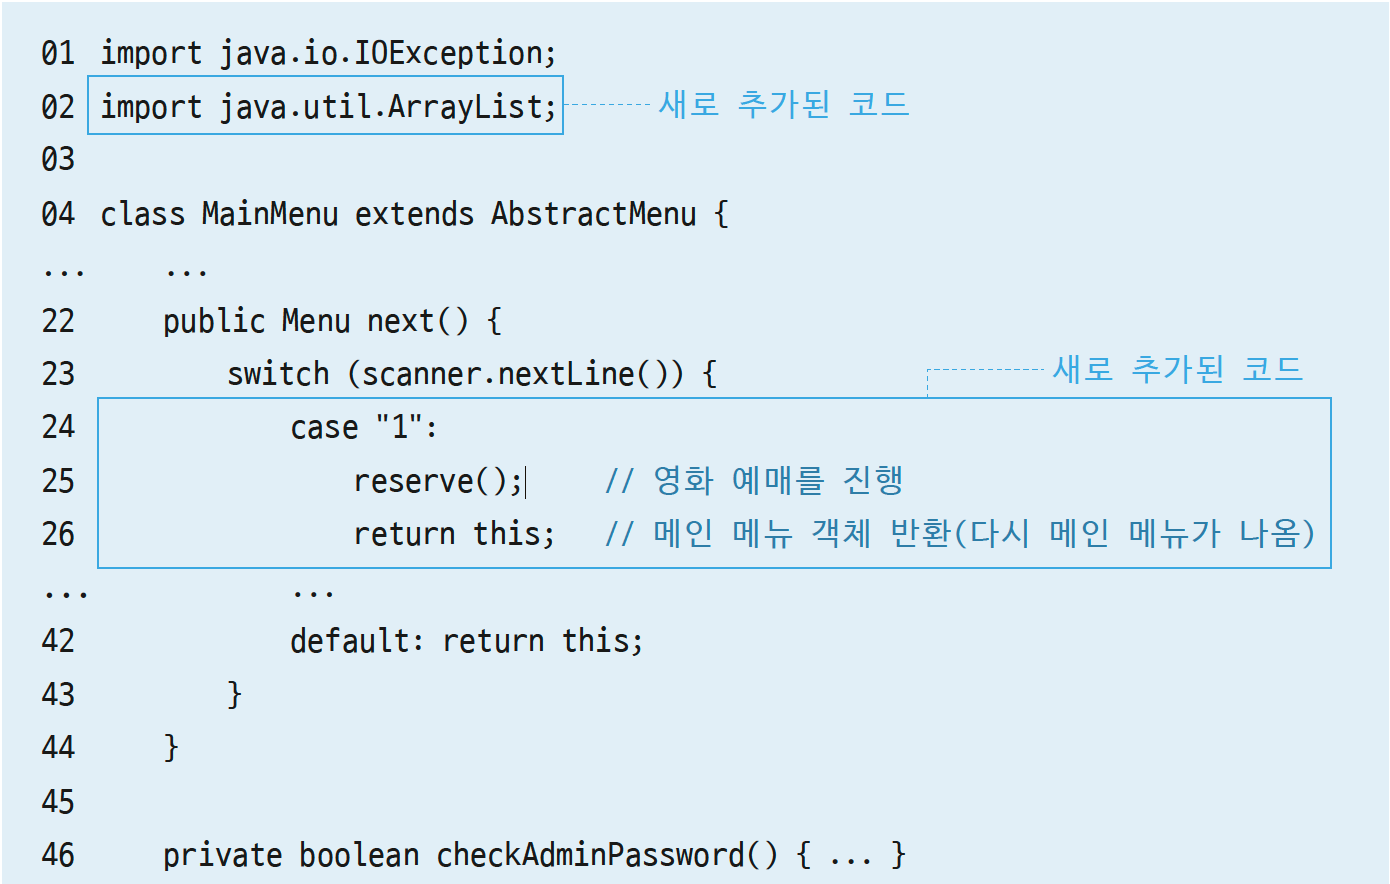 01 import java.io.IOException;
02 import java.util.ArrayList; 새로 추가된 코드
03
04 class MainMenu extends AbstractMenu {
... ...
22 public Menu next() {
23 switch (scanner.nextLine()) { 새로 추가된 코드
24 case "1":
25 reserve(); // 영화 예매를 진행
26 return this; // 메인 메뉴 객체 반환(다시 메인 메뉴가 나옴)
... ...
42 default: return this;
43 }
44 }
45
46 private boolean checkAdminPassword() { ... }